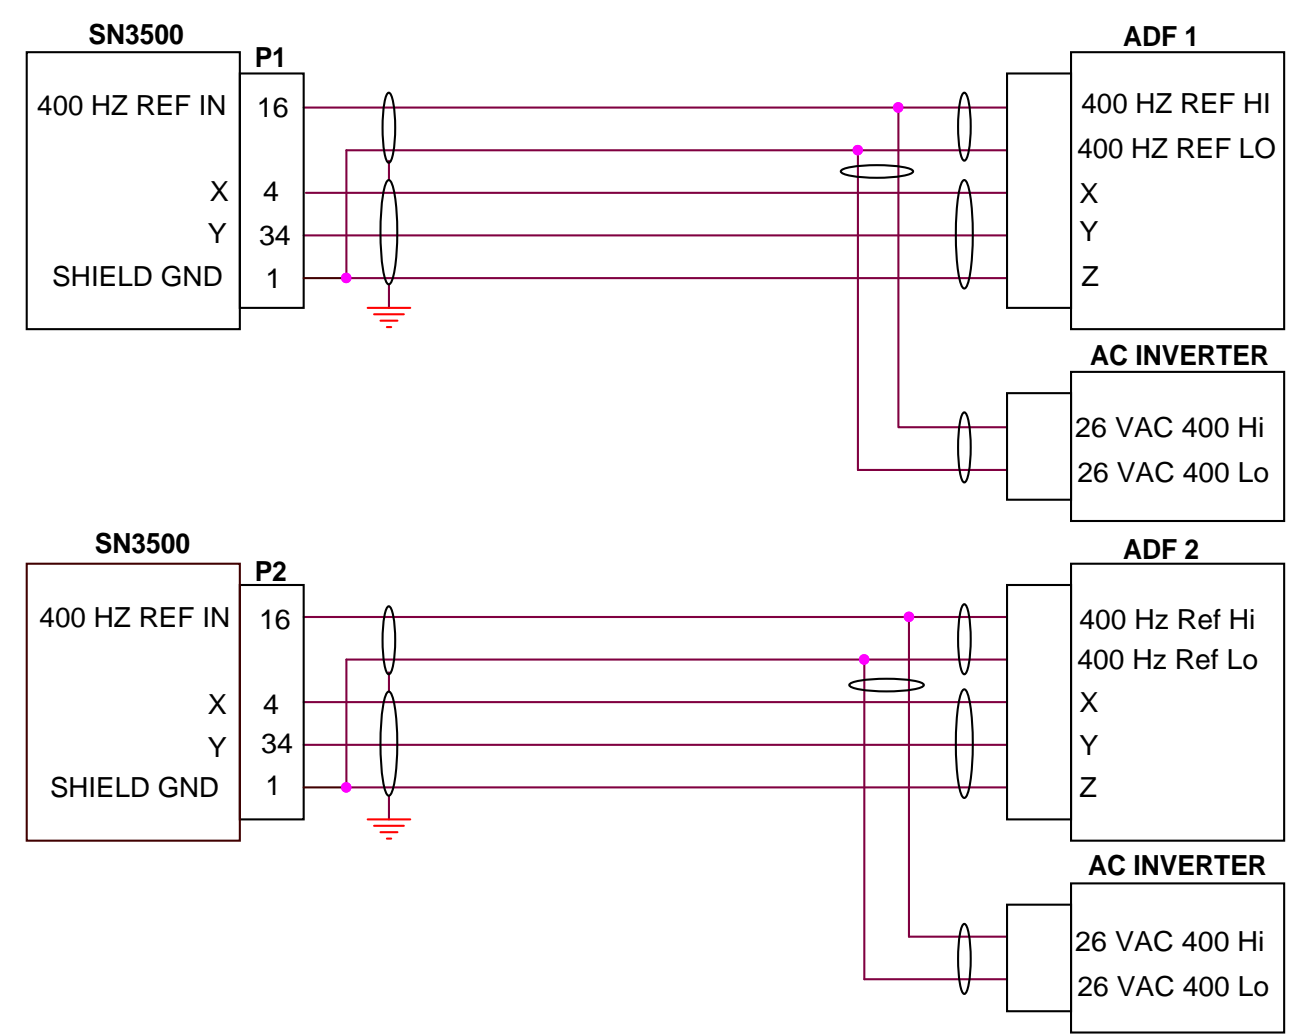 SN3500
P1
ADF 1
400 HZ REF IN 16
400 HZ REF HI
400 HZ REF LO
X 4
X
Y 34
Y
SHIELD GND 1
Z
AC INVERTER
26 VAC 400 Hi
26 VAC 400 Lo
SN3500
P2
ADF 2
400 HZ REF IN 16
400 Hz Ref Hi
400 Hz Ref Lo
X 4
X
Y 34
Y
SHIELD GND 1
Z
AC INVERTER
26 VAC 400 Hi
26 VAC 400 Lo